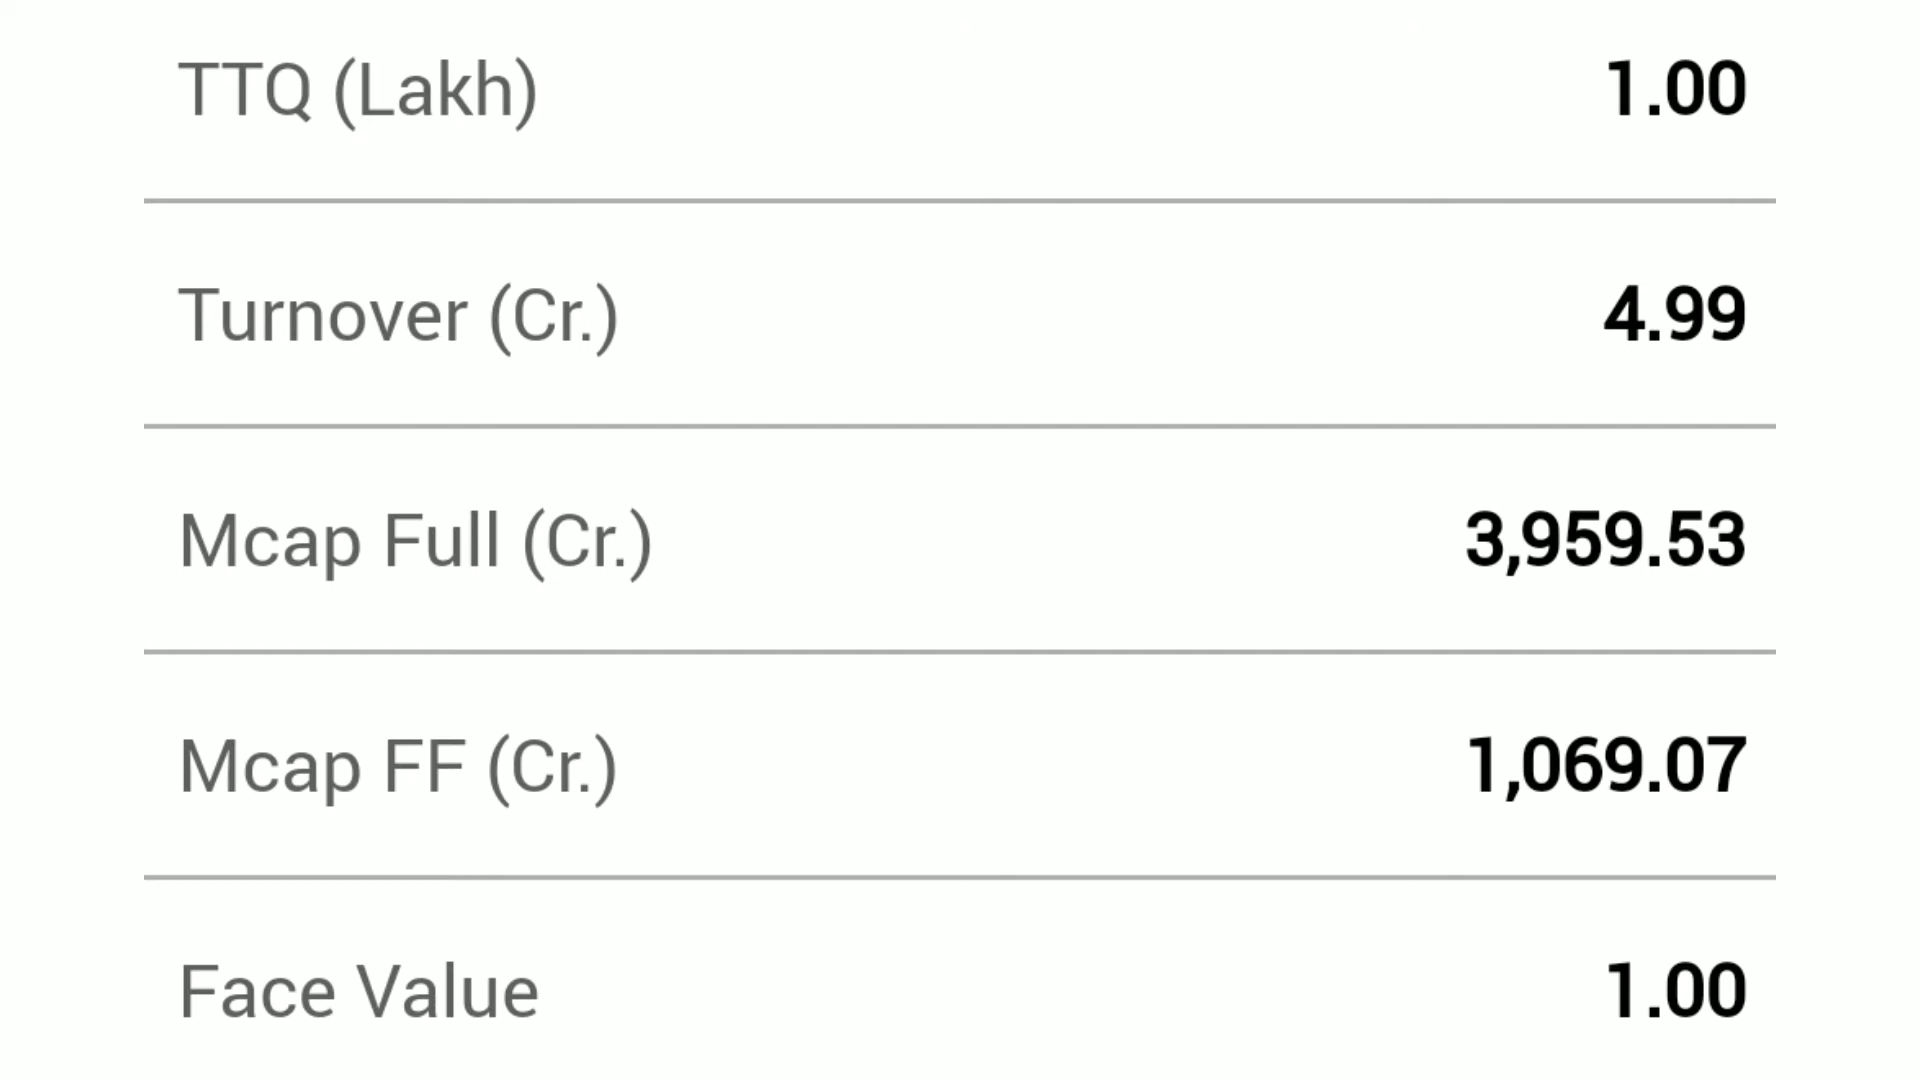 TTQ (Lakh) 1.00
Turnover (Cr.) 4.99
Mcap Full (Cr.) 3,959.53
Mcap FF (Cr.) 1,069.07
Face Value 1.00